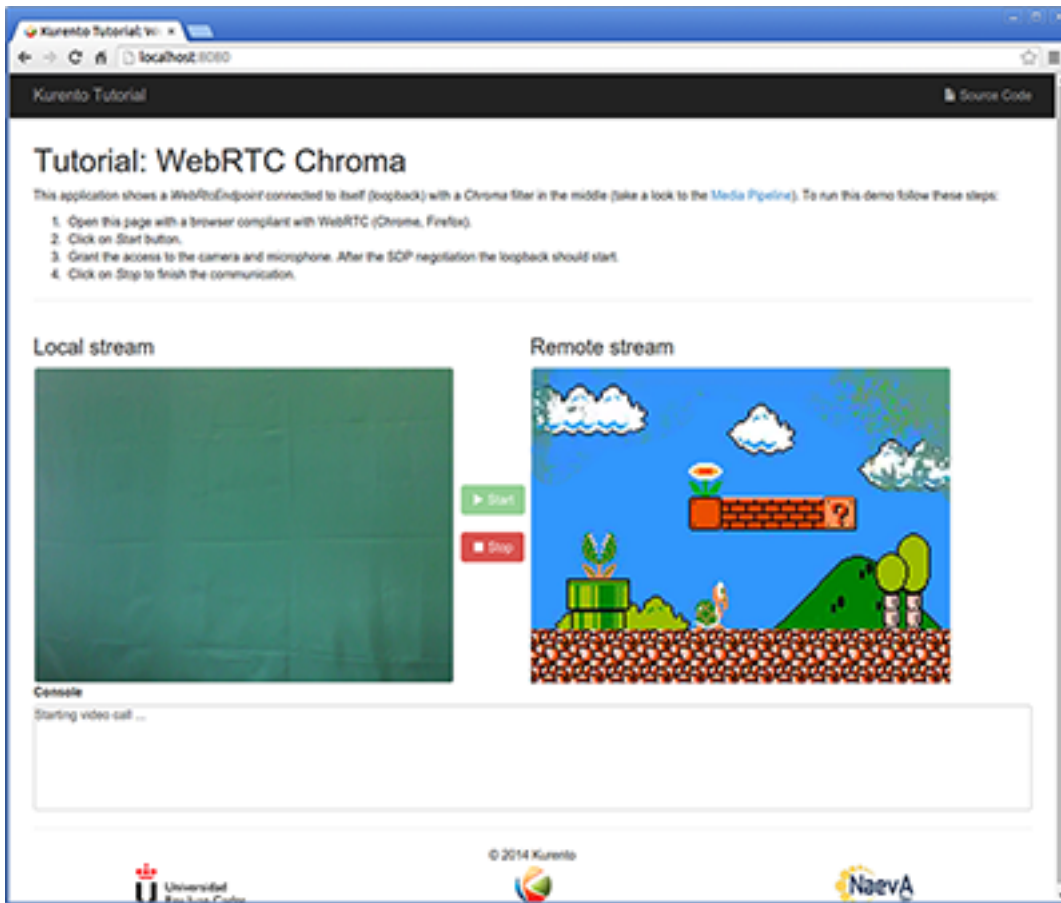 Kurento Tutorial: W
localhost:8080
Kurento Tutorial
Source Code
Tutorial: WebRTC Chroma
This application shows a WebRtcEndpoint connected to itself (loopback) with a Chroma filter in the middle (take a look to the Media Pipeline). To run this demo follow these steps:
1. Open this page with a browser compliant with WebRTC (Chrome, Firefox).
2. Click on Start button.
3. Grant the access to the camera and microphone. After the SDP negotiation the loopback should start.
4. Click on Stop to finish the communication.
Local stream
Remote stream
Start
Stop
?
Console
Starting video call ...
© 2014 Kurento
Universidad
Rey Juan Carlos
NaevA